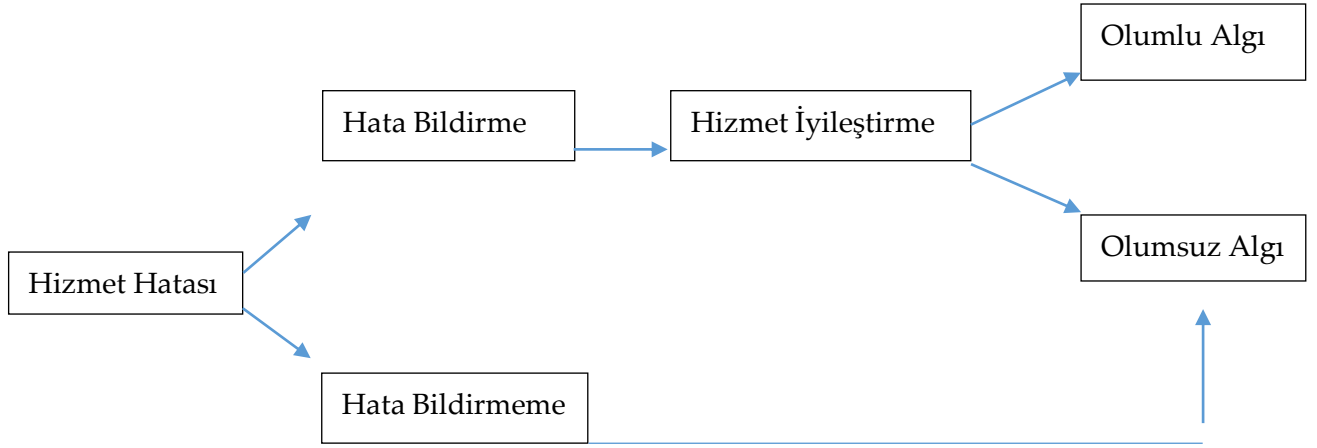 Olumlu Algı
Hata Bildirme
Hizmet İyileştirme
Olumsuz Algı
Hizmet Hatası
Hata Bildirmeme